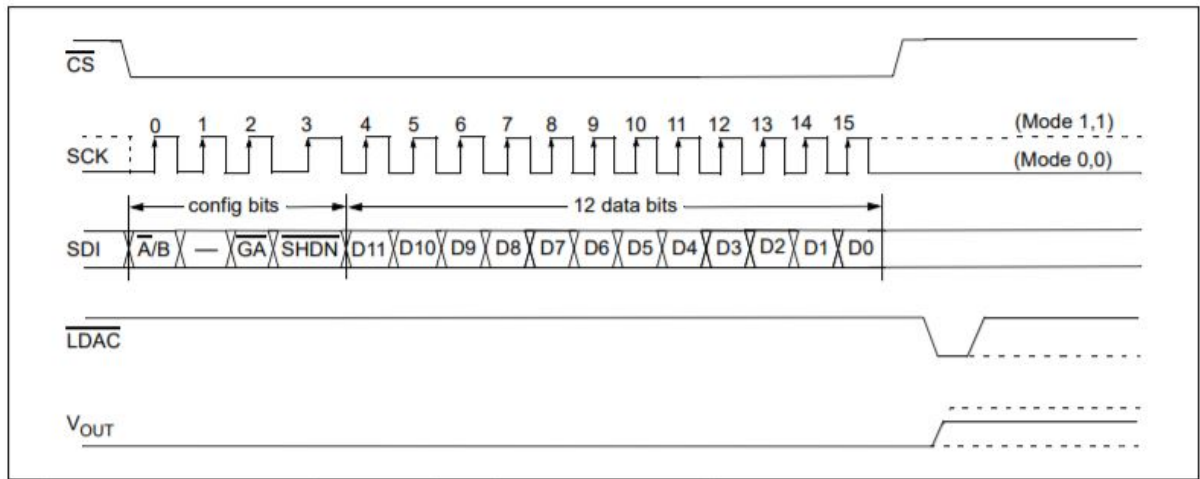 CS
0 1 2 3 4 5 6 7 8 9 10 11 12 13 14 15
(Mode 1,1)
SCK
(Mode 0,0)
config bits
12 data bits
SDI A/B — GA SHDN D11 D10 D9 D8 D7 D6 D5 D4 D3 D2 D1 D0
LDAC
VOUT